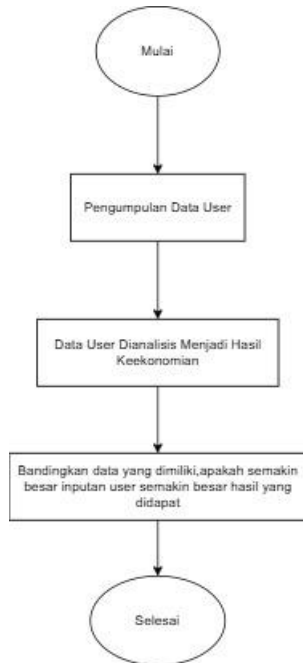 Mulai
Pengumpulan Data User
Data User Dianalisis Menjadi Hasil
Keekonomian
Bandingkan data yang dimiliki,apakah semakin
besar inputan user semakin besar hasil yang
didapat
Selesai